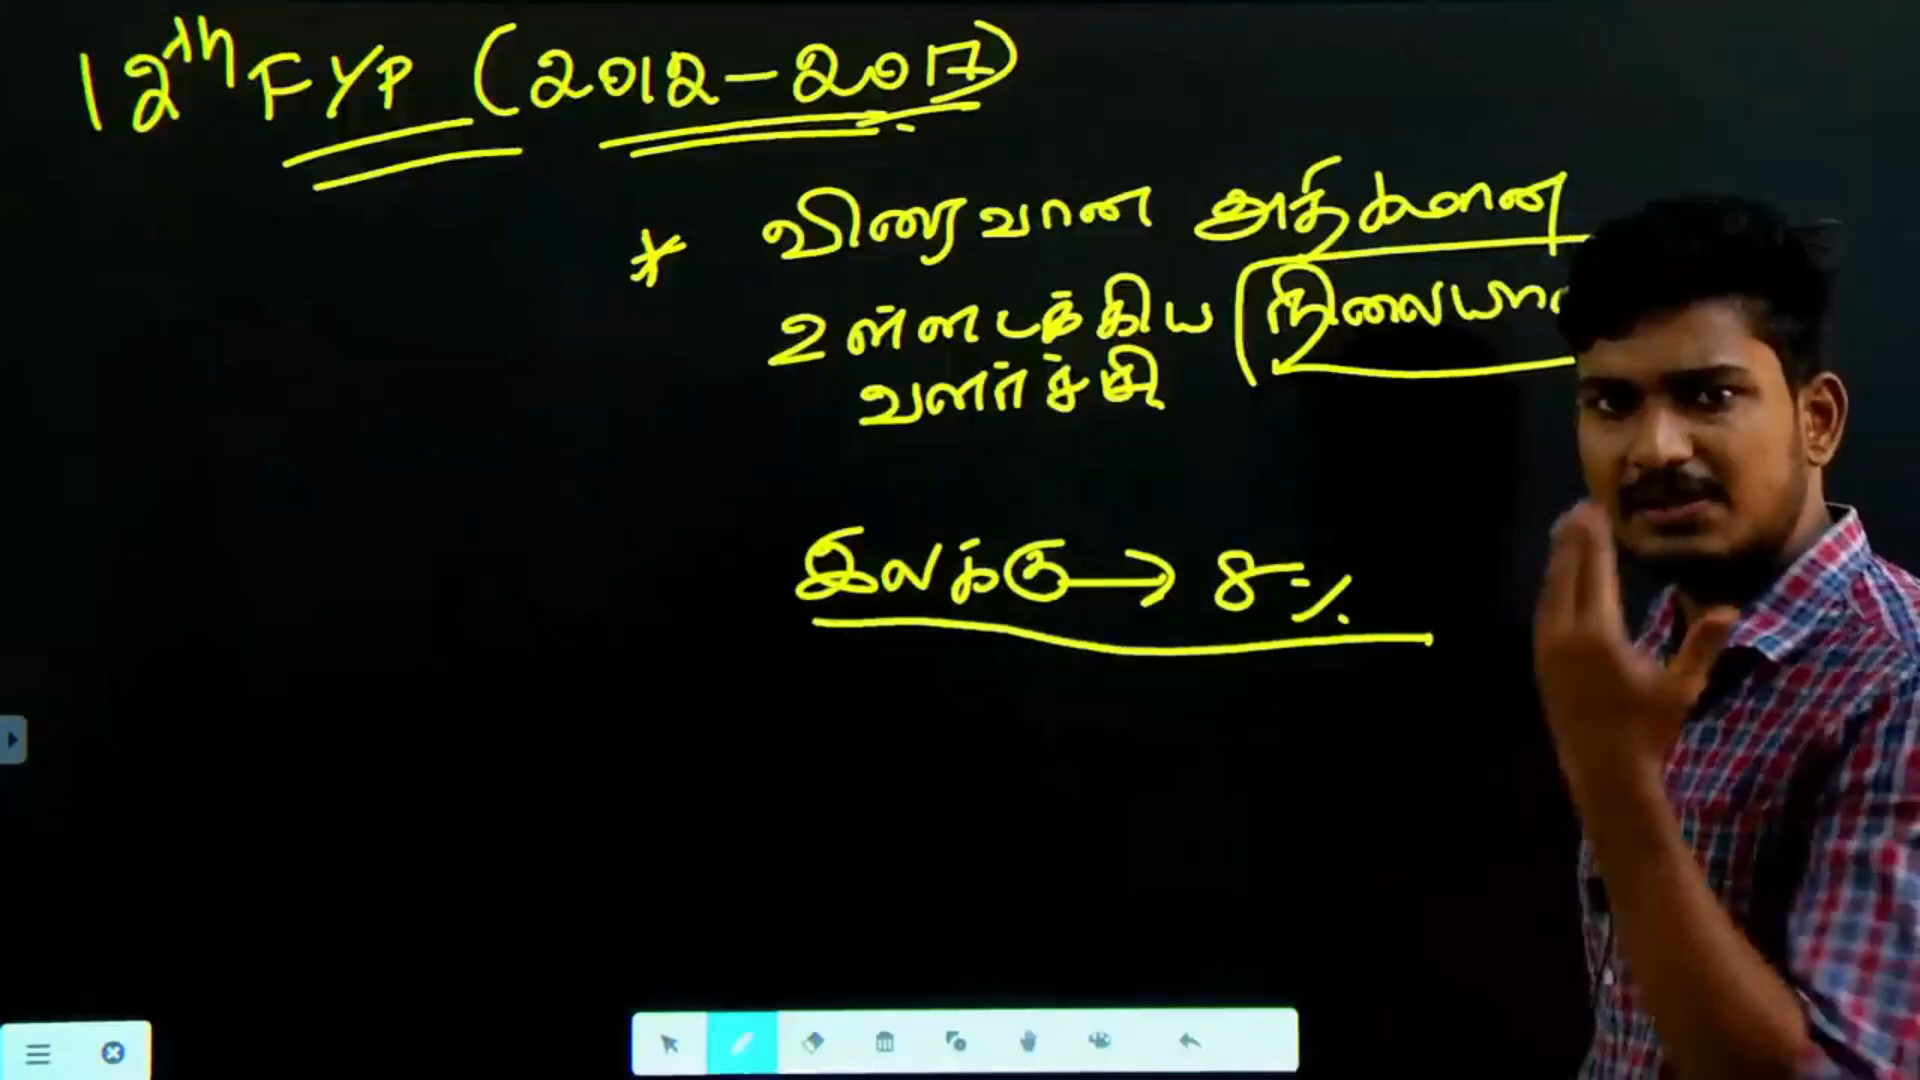 12th FYP (2012-2017)
* விரைவான அதிகமான
உள்ளடக்கிய (நிலையான
வளர்ச்சி
இலக்கு → 8%